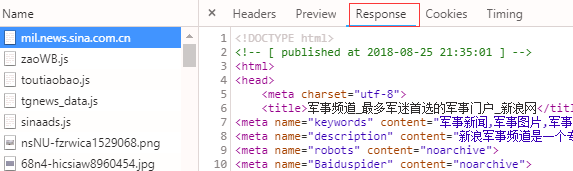 Name
Headers Preview Response Cookies Timing
mil.news.sina.com.cn
zaoWB.js
toutiaobao.js
tgnews_data.js
sinaads.js
nsNU-fzrwica1529068.png
68n4-hicsiaw8960454.jpg
1 <!DOCTYPE html>
2 <!-- [ published at 2018-08-25 21:35:01 ] -->
3 <html>
4 <head>
5 <meta charset="utf-8">
6 <title>军事频道_最多军迷首选的军事门户_新浪网</titl
7 <meta name="keywords" content="军事新闻,军事图片,军事
8 <meta name="description" content="新浪军事频道是一个专
9 <meta name="robots" content="noarchive">
10 <meta name="Baiduspider" content="noarchive">